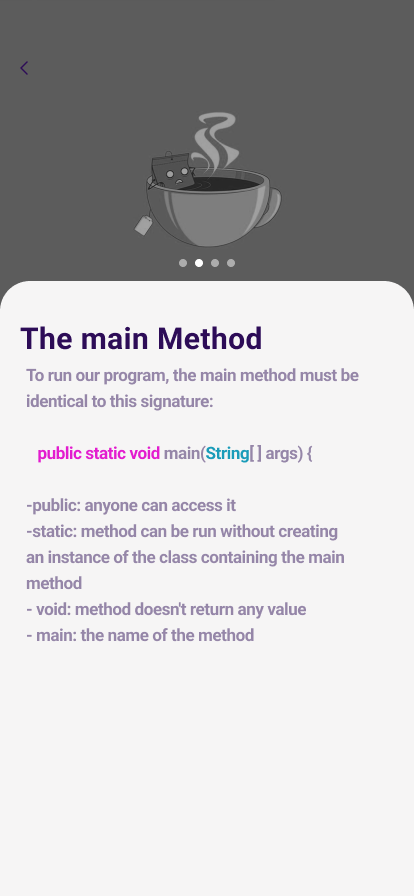 The main Method
To run our program, the main method must be
identical to this signature:
public static void main(String[ ] args) {
-public: anyone can access it
-static: method can be run without creating
an instance of the class containing the main
method
- void: method doesn't return any value
- main: the name of the method